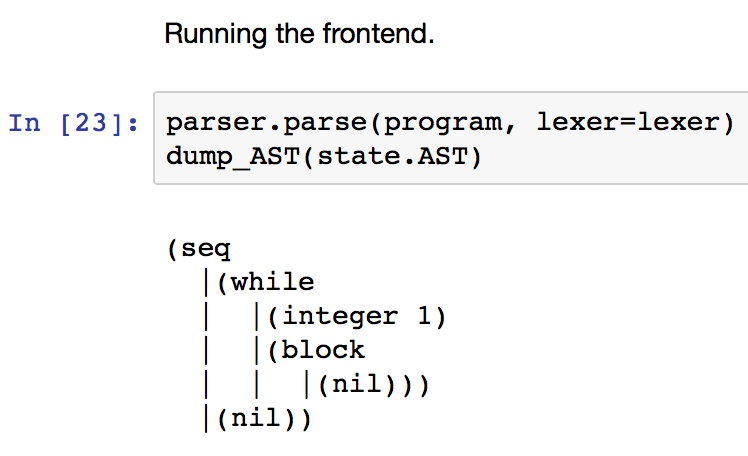 Running the frontend.
In [23]: parser.parse(program, lexer=lexer)
dump_AST(state.AST)
(seq
  |(while
  |  |(integer 1)
  |  |(block
  |  |  |(nil)))
  |(nil))